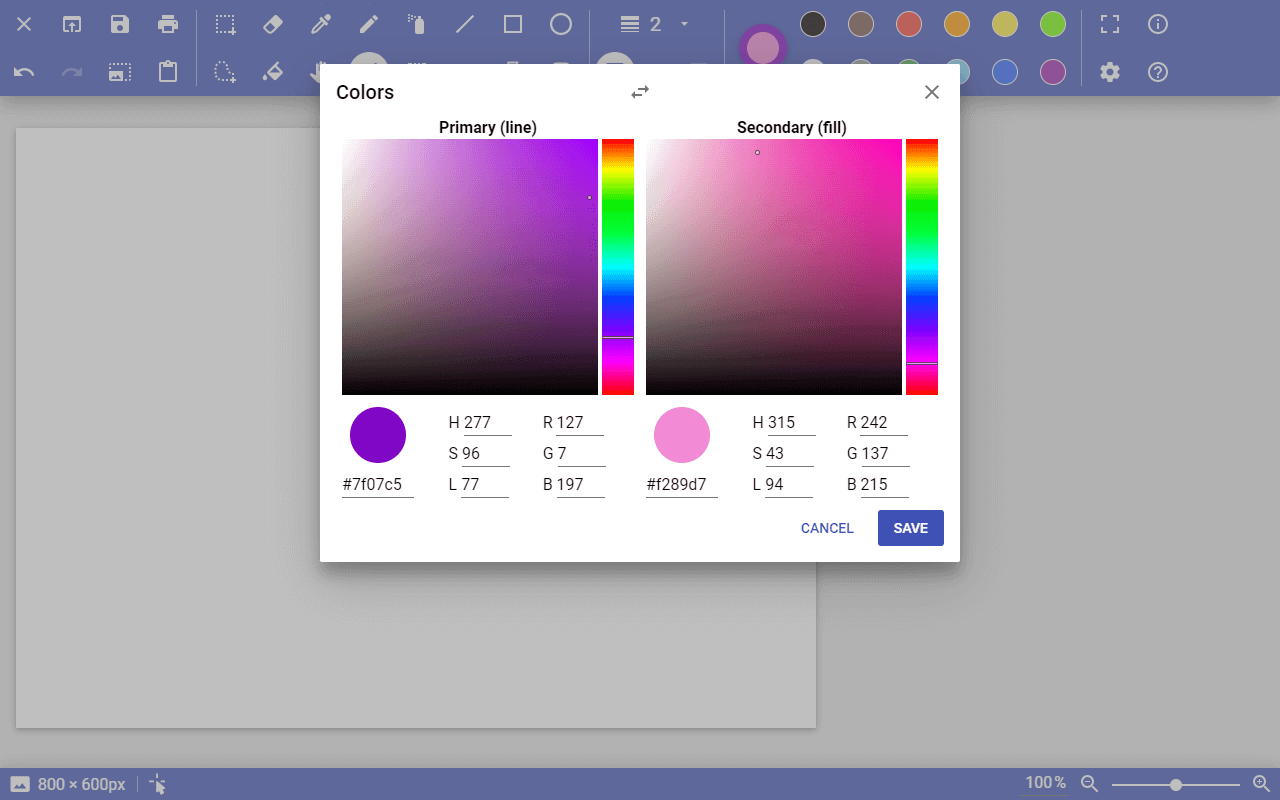 2
Colors
Primary (line)
Secondary (fill)
H 277
R 127
H 315
R 242
S 96
G 7
S 43
G 137
#7f07c5
L 77
B 197
#f289d7
L 94
B 215
CANCEL
SAVE
800 × 600px
100 %